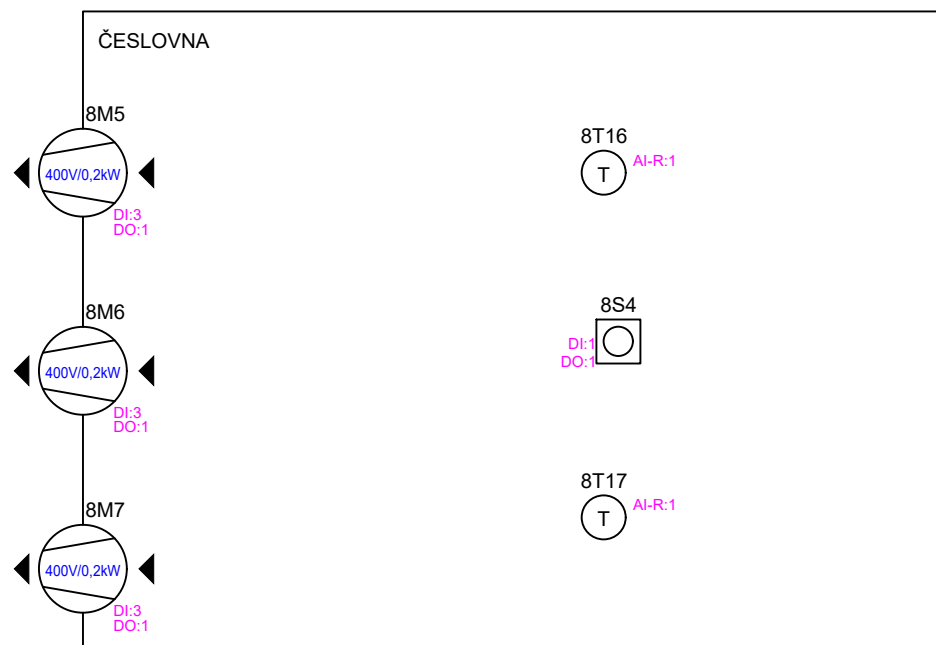 ČESLOVNA
8M5
400V/0,2kW
DI:3
DO:1
8T16
T
AI-R:1
8M6
400V/0,2kW
DI:3
DO:1
8S4
DI:1
DO:1
8M7
400V/0,2kW
DI:3
DO:1
8T17
T
AI-R:1